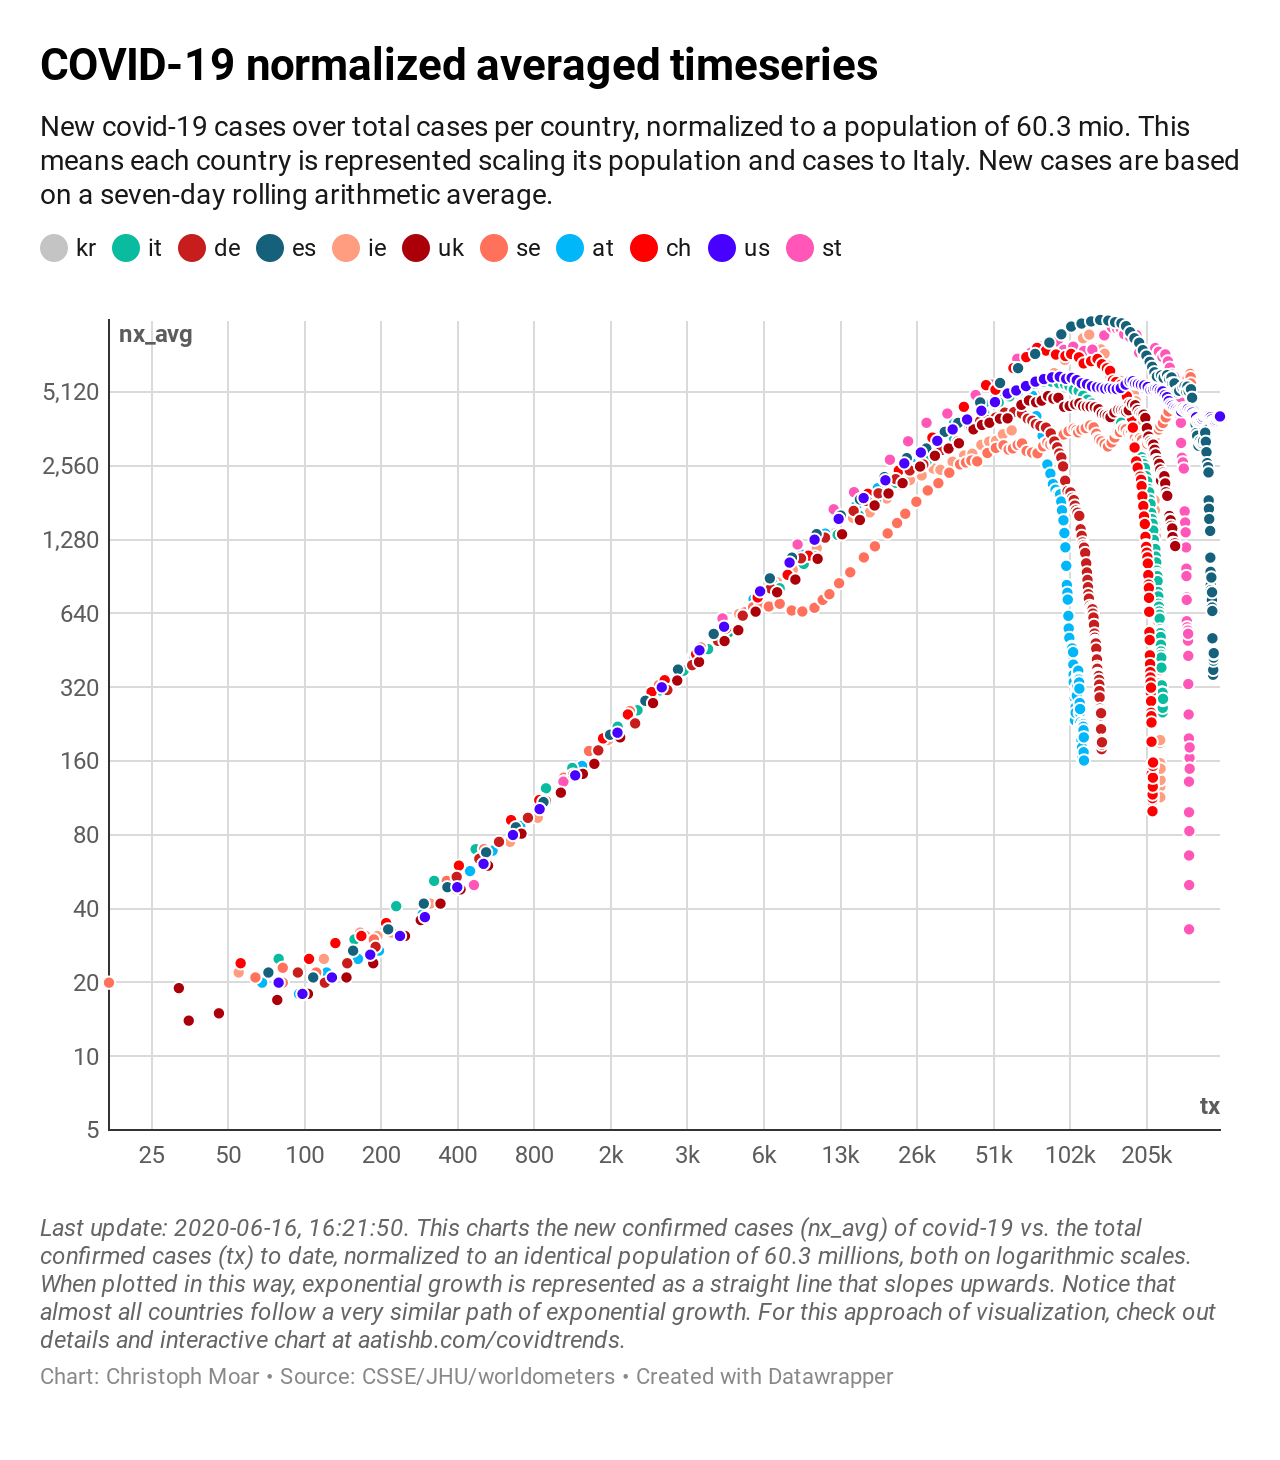 COVID-19 normalized averaged timeseries
New covid-19 cases over total cases per country, normalized to a population of 60.3 mio. This
means each country is represented scaling its population and cases to Italy. New cases are based
on a seven-day rolling arithmetic average.
kr it de es ie uk se at ch us st
nx_avg
5,120
2,560
1,280
640
320
160
80
40
20
10
5
tx
25 50 100 200 400 800 2k 3k 6k 13k 26k 51k 102k 205k
Last update: 2020-06-16, 16:21:50. This charts the new confirmed cases (nx_avg) of covid-19 vs. the total
confirmed cases (tx) to date, normalized to an identical population of 60.3 millions, both on logarithmic scales.
When plotted in this way, exponential growth is represented as a straight line that slopes upwards. Notice that
almost all countries follow a very similar path of exponential growth. For this approach of visualization, check out
details and interactive chart at aatishb.com/covidtrends.
Chart: Christoph Moar • Source: CSSE/JHU/worldometers • Created with Datawrapper